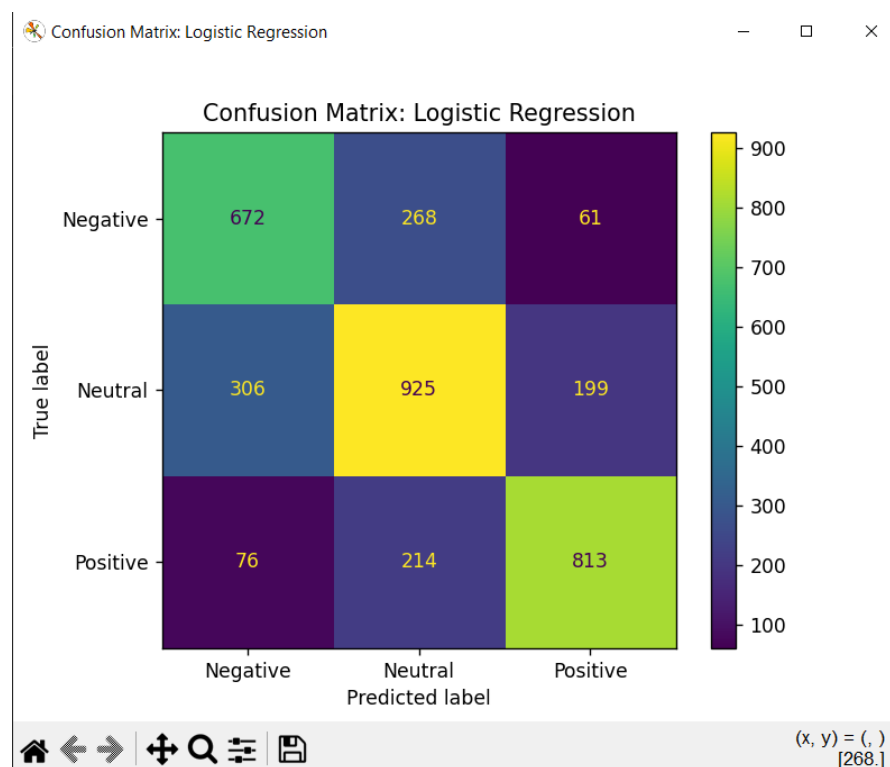 Confusion Matrix: Logistic Regression
Confusion Matrix: Logistic Regression
True label
Negative 672 268 61
Neutral 306 925 199
Positive 76 214 813
Negative Neutral Positive
Predicted label
900
800
700
600
500
400
300
200
100
(x, y) = (, )
[268.]